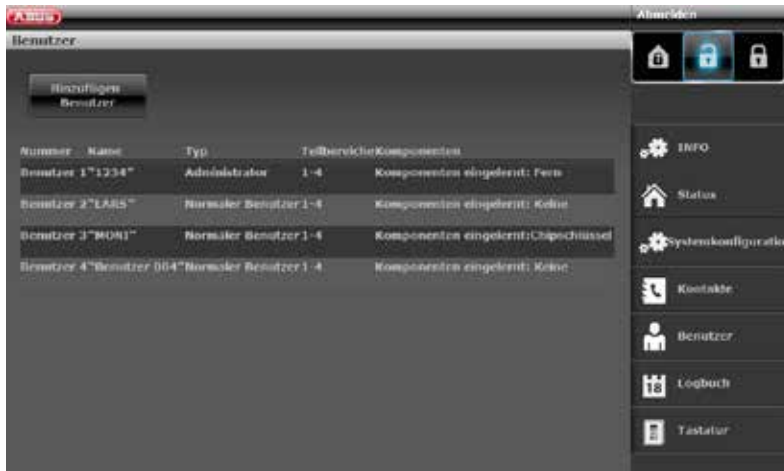 ABUS
Abmelden
Benutzer
Hinzufügen
Benutzer
Nummer Name Typ Teilbereiche Komponenten
Benutzer 1 "1234" Administrator 1-4 Komponenten eingelernt: Fern
Benutzer 2 "LARS" Normaler Benutzer 1-4 Komponenten eingelernt: Keine
Benutzer 3 "MONI" Normaler Benutzer 1-4 Komponenten eingelernt:Chipschlüssel
Benutzer 4 "Benutzer 004" Normaler Benutzer 1-4 Komponenten eingelernt: Keine
INFO
Status
Systemkonfiguratio
Kontakte
Benutzer
18
Logbuch
Tastatur